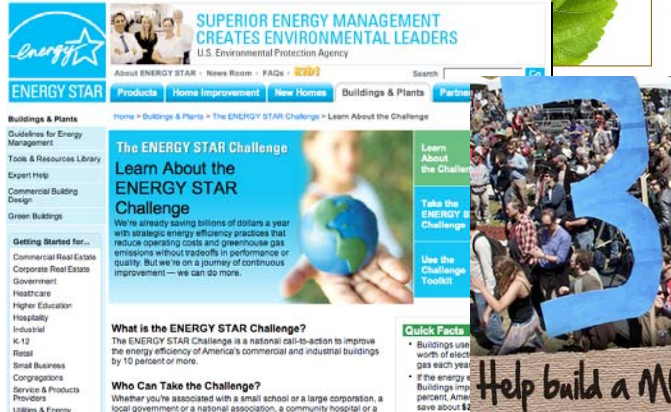 SUPERIOR ENERGY MANAGEMENT
CREATES ENVIRONMENTAL LEADERS
U.S. Environmental Protection Agency
energy
ENERGY STAR
About ENERGY STAR · News Room · FAQs · KIDS
Search
Go
Products
Home Improvement
New Homes
Buildings & Plants
Home > Buildings & Plants > The ENERGY STAR Challenge > Learn About the Challenge
Buildings & Plants
Guidelines for Energy
Management
Tools & Resources Library
Expert Help
Commercial Building
Design
Green Buildings
Getting Started for...
Commercial Real Estate
Corporate Real Estate
Government
Healthcare
Higher Education
Hospitality
Industrial
K-12
Retail
Small Business
Congregations
Service & Products
Providers
Utilities & Energy
The ENERGY STAR Challenge
Learn About the
ENERGY STAR
Challenge
We're already saving billions of dollars a year
with strategic energy efficiency practices that
reduce operating costs and greenhouse gas
emissions without tradeoffs in performance or
quality. But we're on a journey of continuous
improvement — we can do more.
Learn
About
the
Take the
ENERGY
Challenge
Use the
Challenge
Toolkit
What is the ENERGY STAR Challenge?
The ENERGY STAR Challenge is a national call-to-action to improve
the energy efficiency of America's commercial and industrial buildings
by 10 percent or more.
Who Can Take the Challenge?
Whether you're associated with a small school or a large corporation, a
local government or a national association, a community hospital or a
Quick Facts
Buildings use
worth of
gas each
If the energy
Buildings
percent,
save about
3
Help build a